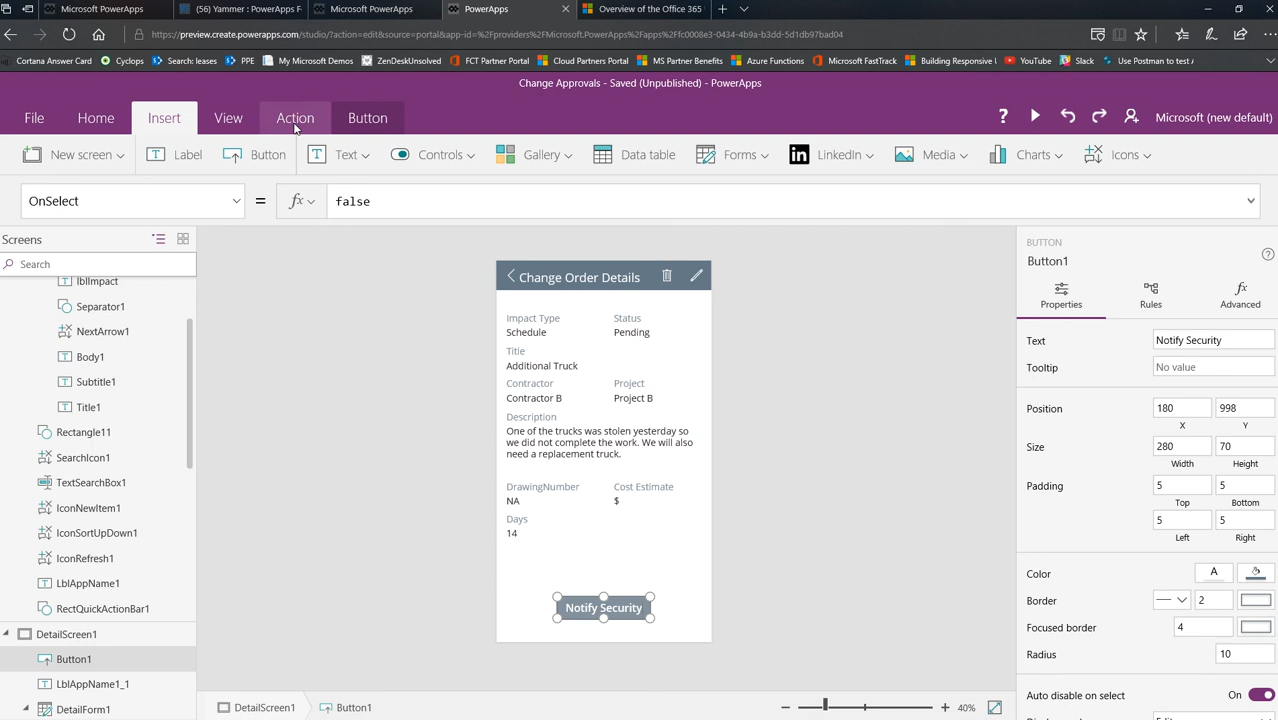 Microsoft PowerApps
(56) Yammer : PowerApps F
Microsoft PowerApps
PowerApps
Overview of the Office 365
https://preview.create.powerapps.com/studio/?action=edit&source=portal&app-id=%2Fproviders%2FMicrosoft.PowerApps%2Fapps%2Ffc0008e3-0434-4b9a-b3dd-5d1db97bad04
Cortana Award Card
Cyclops
Search: leases
PPE
My Microsoft Demos
ZenDeskUnsolved
FCT Partner Portal
Cloud Partners Portal
MS Partner Benefits
Azure Functions
Microsoft FastTrack
Building Responsive I
YouTube
Slack
Use Postman to test A
Change Approvals - Saved (Unpublished) - PowerApps
File
Home
Insert
View
Action
Button
?
Microsoft (new default)
New screen
Label
Button
Text
Controls
Gallery
Data table
Forms
in LinkedIn
Media
Charts
Icons
OnSelect
=
fx
false
Screens
Search
lblImpact
Separator1
NextArrow1
Body1
Subtitle1
Title1
Rectangle11
SearchIcon1
TextSearchBox1
IconNewItem1
IconSortUpDown1
IconRefresh1
LblAppName1
RectQuickActionBar1
DetailScreen1
Button1
LblAppName1_1
DetailForm1
Change Order Details
Impact Type
Status
Schedule
Pending
Title
Additional Truck
Contractor
Project
Contractor B
Project B
Description
One of the trucks was stolen yesterday so
we did not complete the work. We will also
need a replacement truck.
DrawingNumber
Cost Estimate
NA
$
Days
14
Notify Security
DetailScreen1
Button1
40%
BUTTON
Button1
Properties
Rules
fx
Advanced
Text
Notify Security
Tooltip
No value
Position
180
998
X
Y
Size
280
70
Width
Height
Padding
5
5
Top
Bottom
5
5
Left
Right
Color
A
Border
2
Focused border
4
Radius
10
Auto disable on select
On